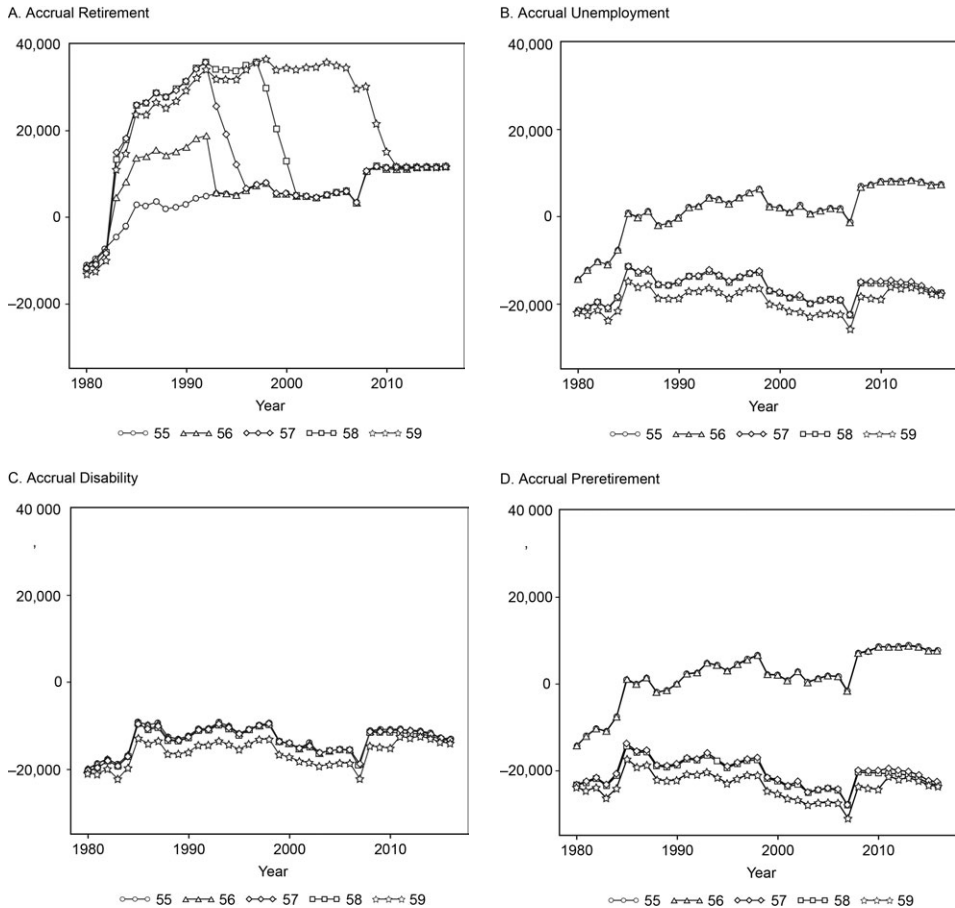 A. Accrual Retirement
40,000
20,000
0
–20,000
1980 1990 2000 2010
Year
55 56 57 58 59
B. Accrual Unemployment
40,000
20,000
0
–20,000
1980 1990 2000 2010
Year
55 56 57 58 59
C. Accrual Disability
40 000
,
20,000
0
–20,000
1980 1990 2000 2010
Year
55 56 57 58 59
D. Accrual Preretirement
40 000
,
20,000
0
–20,000
1980 1990 2000 2010
Year
55 56 57 58 59